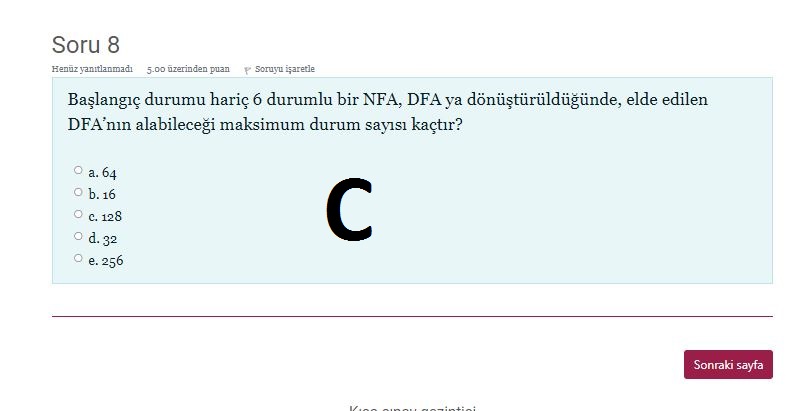 Soru 8
Henüz yanıtlanmadı 5.00 üzerinden puan Soruyu işaretle
Başlangıç durumu hariç 6 durumlu bir NFA, DFA ya dönüştürüldüğünde, elde edilen
DFA'nın alabileceği maksimum durum sayısı kaçtır?
a. 64
b. 16
c. 128
d. 32
e. 256
C
Sonraki sayfa